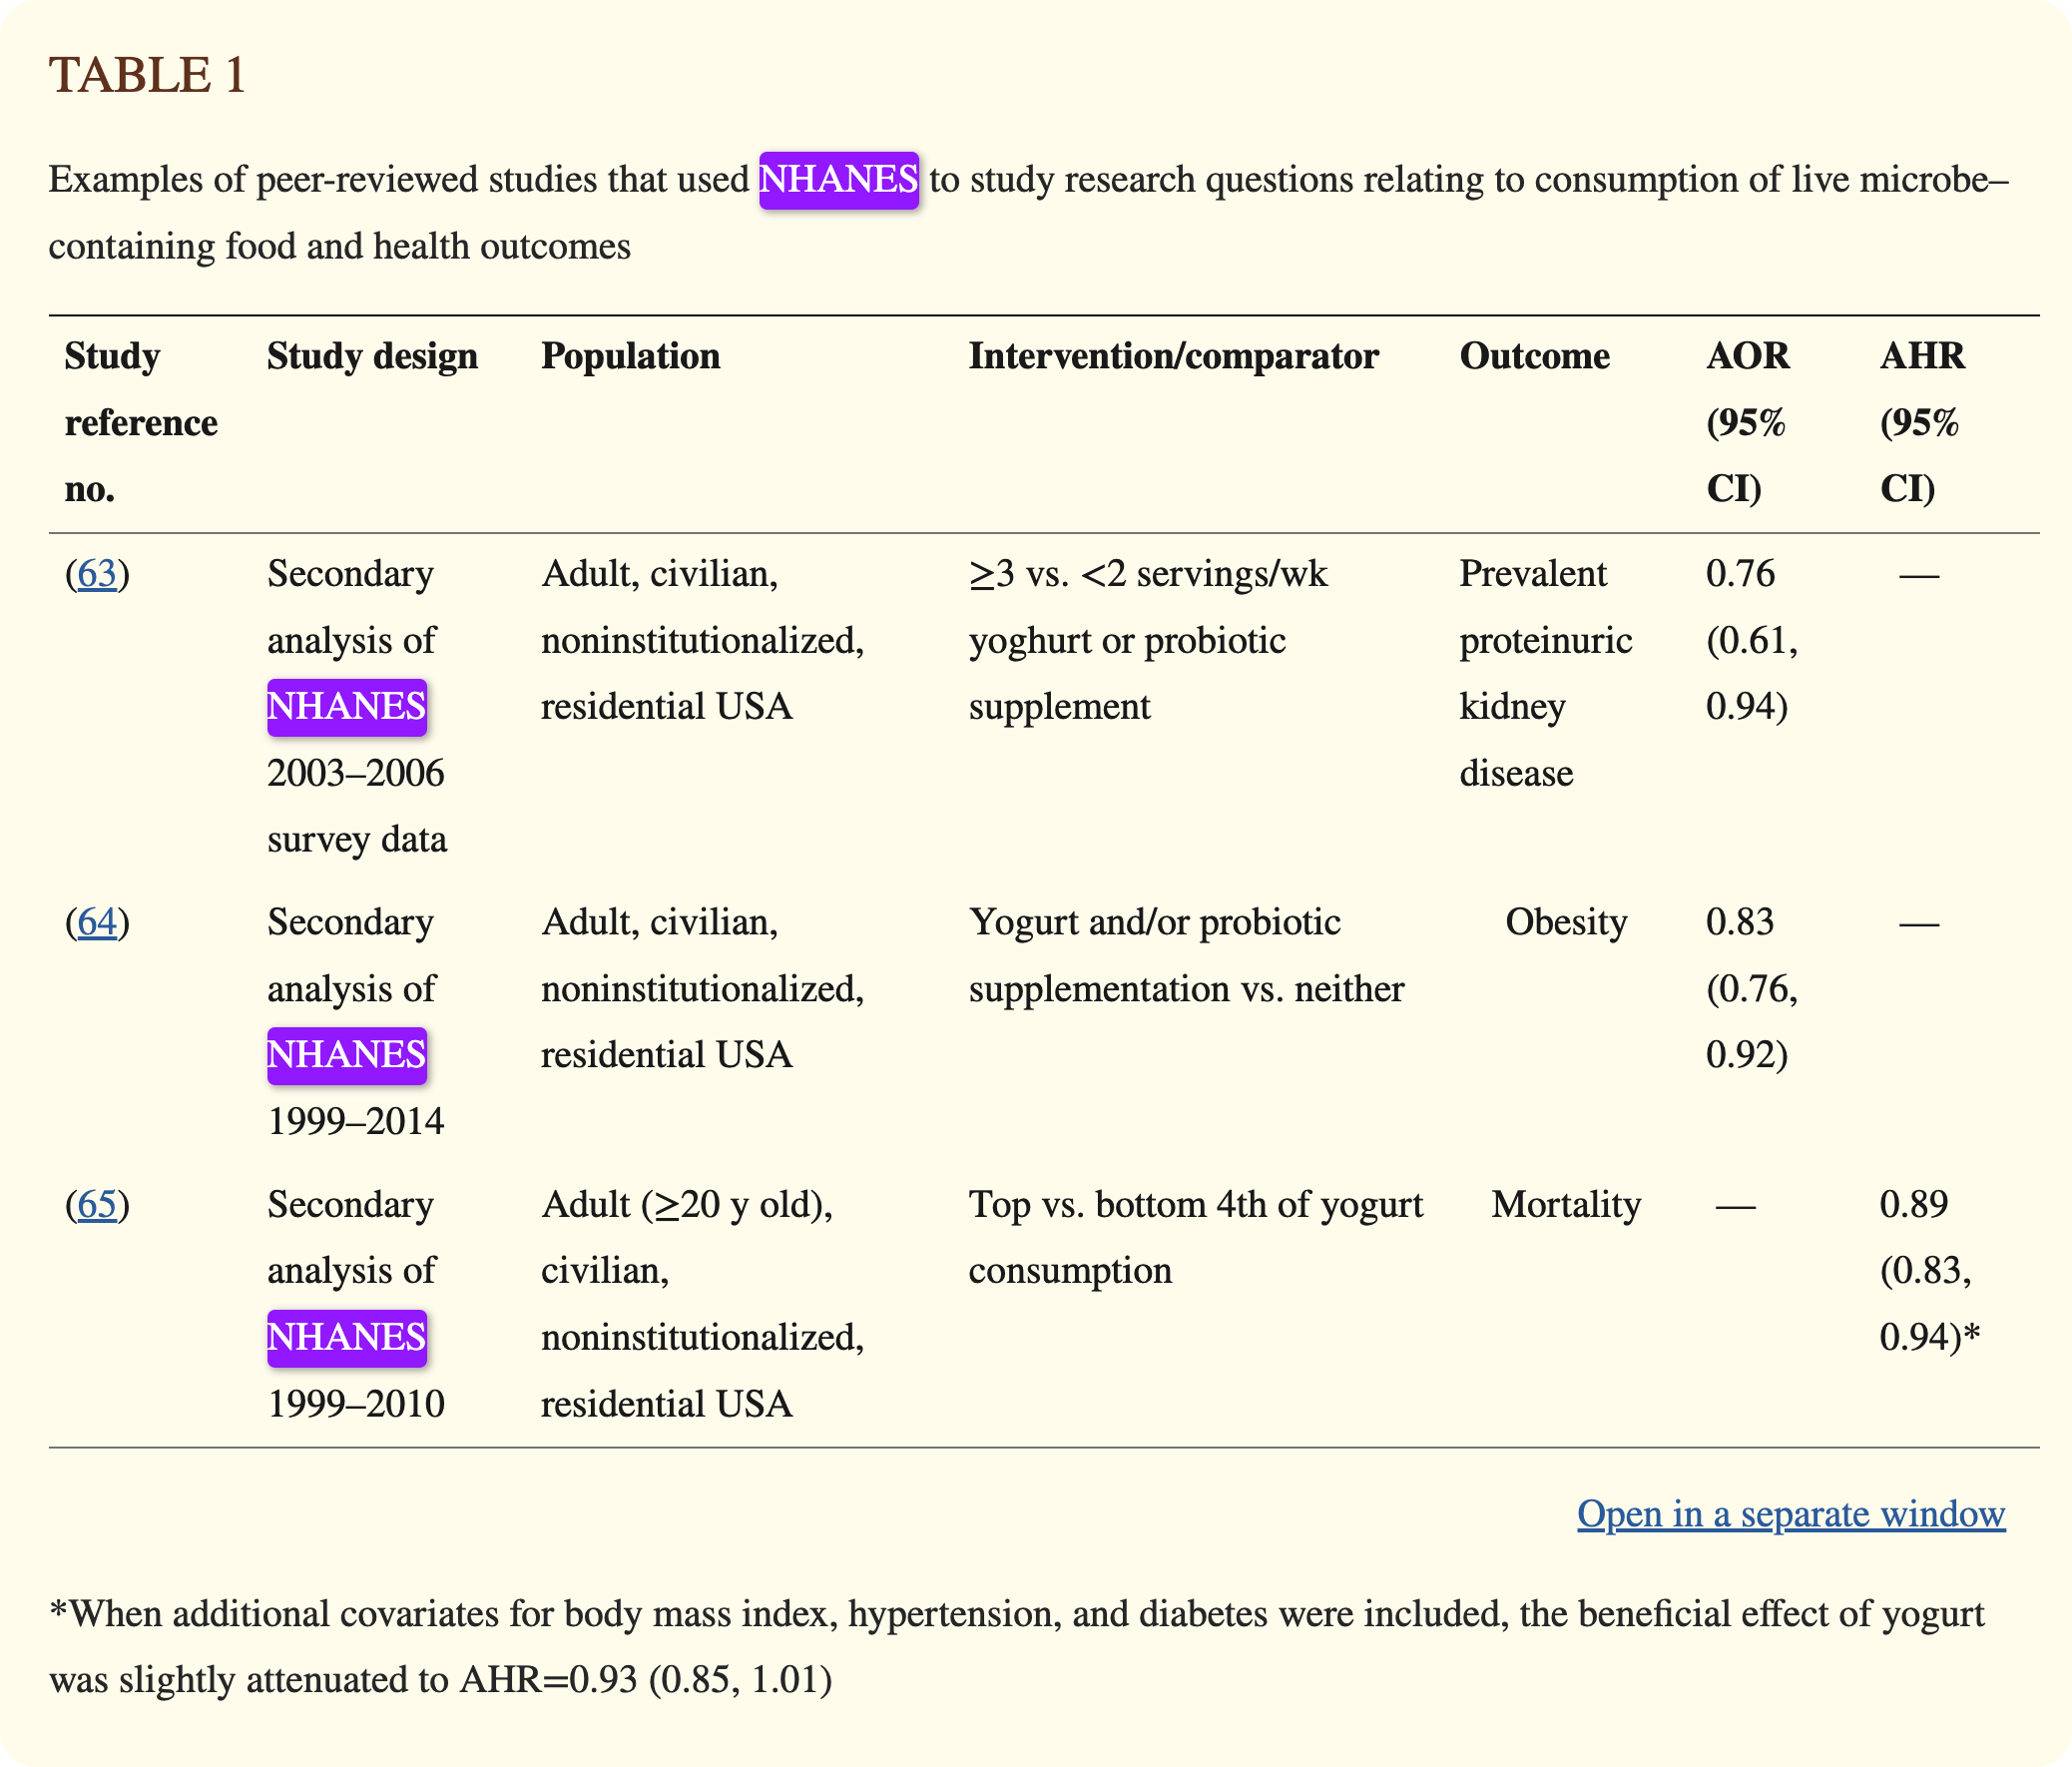 TABLE 1
Examples of peer-reviewed studies that used NHANES to study research questions relating to consumption of live microbe–
containing food and health outcomes
Study reference no. Study design Population Intervention/comparator Outcome AOR (95% CI) AHR (95% CI)
(63) Secondary analysis of NHANES 2003–2006 survey data Adult, civilian, noninstitutionalized, residential USA ≥3 vs. <2 servings/wk yoghurt or probiotic supplement Prevalent proteinuric kidney disease 0.76 (0.61, 0.94) —
(64) Secondary analysis of NHANES 1999–2014 Adult, civilian, noninstitutionalized, residential USA Yogurt and/or probiotic supplementation vs. neither Obesity 0.83 (0.76, 0.92) —
(65) Secondary analysis of NHANES 1999–2010 Adult (≥20 y old), civilian, noninstitutionalized, residential USA Top vs. bottom 4th of yogurt consumption Mortality — 0.89 (0.83, 0.94)*
Open in a separate window
*When additional covariates for body mass index, hypertension, and diabetes were included, the beneficial effect of yogurt
was slightly attenuated to AHR=0.93 (0.85, 1.01)